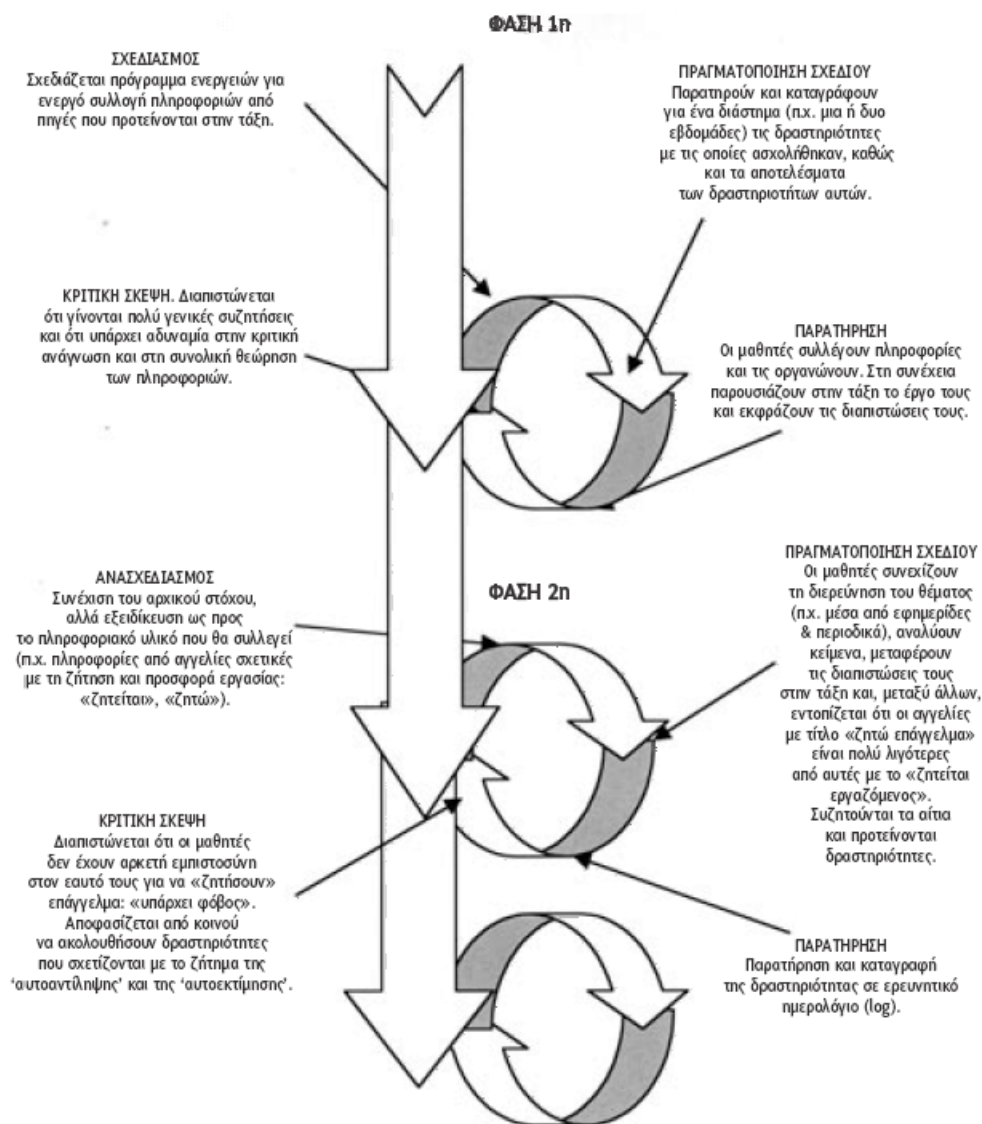 ΦΑΣΗ 1η
ΣΧΕΔΙΑΣΜΟΣ
Σχεδιάζεται πρόγραμμα ενεργειών για
ενεργό συλλογή πληροφοριών από
πηγές που προτείνονται στην τάξη.
ΠΡΑΓΜΑΤΟΠΟΙΗΣΗ ΣΧΕΔΙΟΥ
Παρατηρούν και καταγράφουν
για ένα διάστημα (π.χ. μια ή δυο
εβδομάδες) τις δραστηριότητες
με τις οποίες ασχολήθηκαν, καθώς
και τα αποτελέσματα
των δραστηριοτήτων αυτών.
ΚΡΙΤΙΚΗ ΣΚΕΨΗ. Διαπιστώνεται
ότι γίνονται πολύ γενικές συζητήσεις
και ότι υπάρχει αδυναμία στην κριτική
ανάγνωση και στη συνολική θεώρηση
των πληροφοριών.
ΠΑΡΑΤΗΡΗΣΗ
Οι μαθητές συλλέγουν πληροφορίες
και τις οργανώνουν. Στη συνέχεια
παρουσιάζουν στην τάξη το έργο τους
και εκφράζουν τις διαπιστώσεις τους.
ΦΑΣΗ 2η
ΑΝΑΣΧΕΔΙΑΣΜΟΣ
Συνέχιση του αρχικού στόχου,
αλλά εξειδίκευση ως προς
το πληροφοριακό υλικό που θα συλλεγεί
(π.χ. πληροφορίες από αγγελίες σχετικές
με τη ζήτηση και προσφορά εργασίας:
«ζητείται», «ζητώ»).
ΠΡΑΓΜΑΤΟΠΟΙΗΣΗ ΣΧΕΔΙΟΥ
Οι μαθητές συνεχίζουν
τη διερεύνηση του θέματος
(π.χ. μέσα από εφημερίδες
& περιοδικά), αναλύουν
κείμενα, μεταφέρουν
τις διαπιστώσεις τους
στην τάξη και, μεταξύ άλλων,
εντοπίζεται ότι οι αγγελίες
με τίτλο «ζητώ επάγγελμα»
είναι πολύ λιγότερες
από αυτές με το «ζητείται
εργαζόμενος».
Συζητούνται τα αίτια
και προτείνονται
δραστηριότητες.
ΚΡΙΤΙΚΗ ΣΚΕΨΗ
Διαπιστώνεται ότι οι μαθητές
δεν έχουν αρκετή εμπιστοσύνη
στον εαυτό τους για να «ζητήσουν»
επάγγελμα: «υπάρχει φόβος».
Αποφασίζεται από κοινού
να ακολουθήσουν δραστηριότητες
που σχετίζονται με το ζήτημα της
'αυτοαντίληψης' και της 'αυτοεκτίμησης'.
ΠΑΡΑΤΗΡΗΣΗ
Παρατήρηση και καταγραφή
της δραστηριότητας σε ερευνητικό
ημερολόγιο (log).